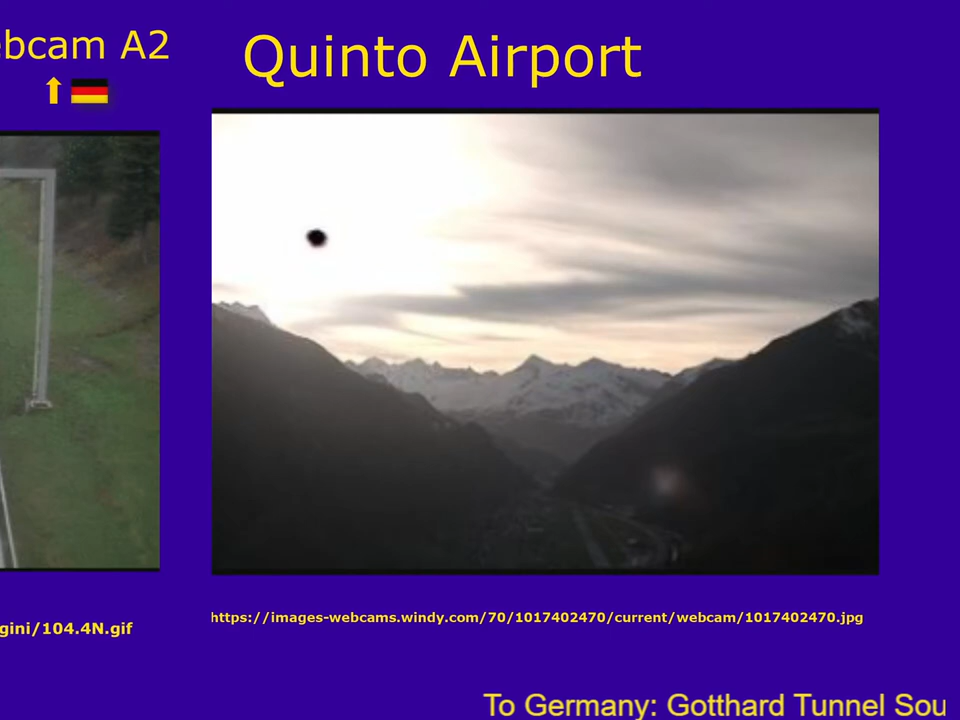 ebcam A2
Quinto Airport
https://images-webcams.windy.com/70/1017402470/current/webcam/1017402470.jpg
gini/104.4N.gif
To Germany: Gotthard Tunnel Sou